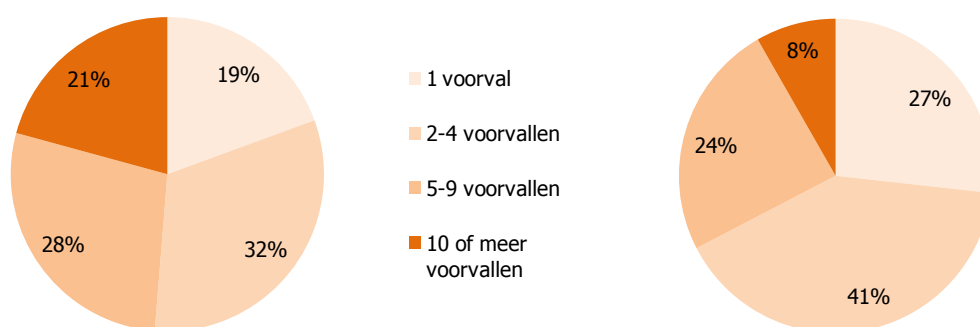 21%
19%
28%
32%
1 voorval
2-4 voorvallen
5-9 voorvallen
10 of meer
voorvallen
8%
27%
24%
41%